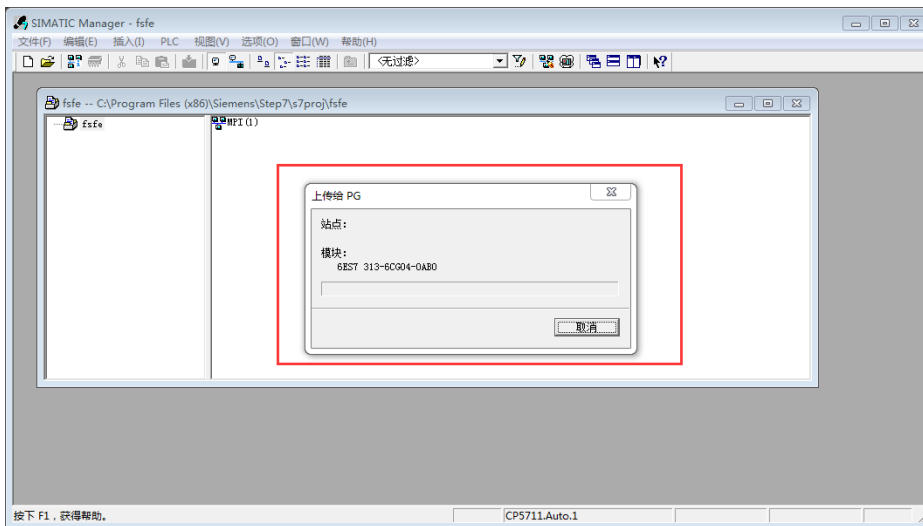 SIMATIC Manager - fsfe
文件(F) 编辑(E) 插入(I) PLC 视图(V) 选项(O) 窗口(W) 帮助(H)
<无过滤>
fsfe -- C:\Program Files (x86)\Siemens\Step7\s7proj\fsfe
fsfe
MPI(1)
上传给 PG
站点:
模块:
6ES7 313-6CG04-0AB0
取消
按下 F1，获得帮助。
CP5711.Auto.1